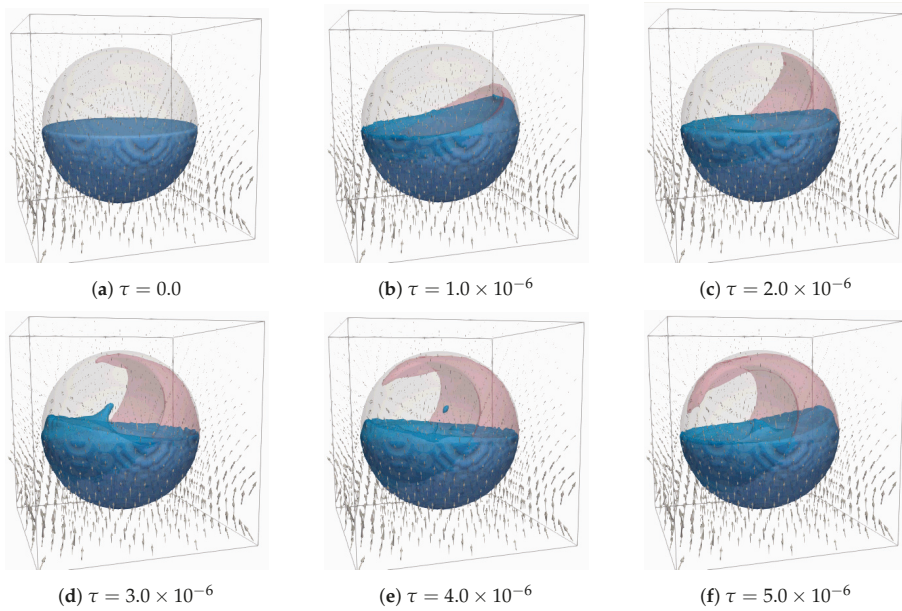 (a) τ = 0.0
(b) τ = 1.0 × 10⁻⁶
(c) τ = 2.0 × 10⁻⁶
(d) τ = 3.0 × 10⁻⁶
(e) τ = 4.0 × 10⁻⁶
(f) τ = 5.0 × 10⁻⁶